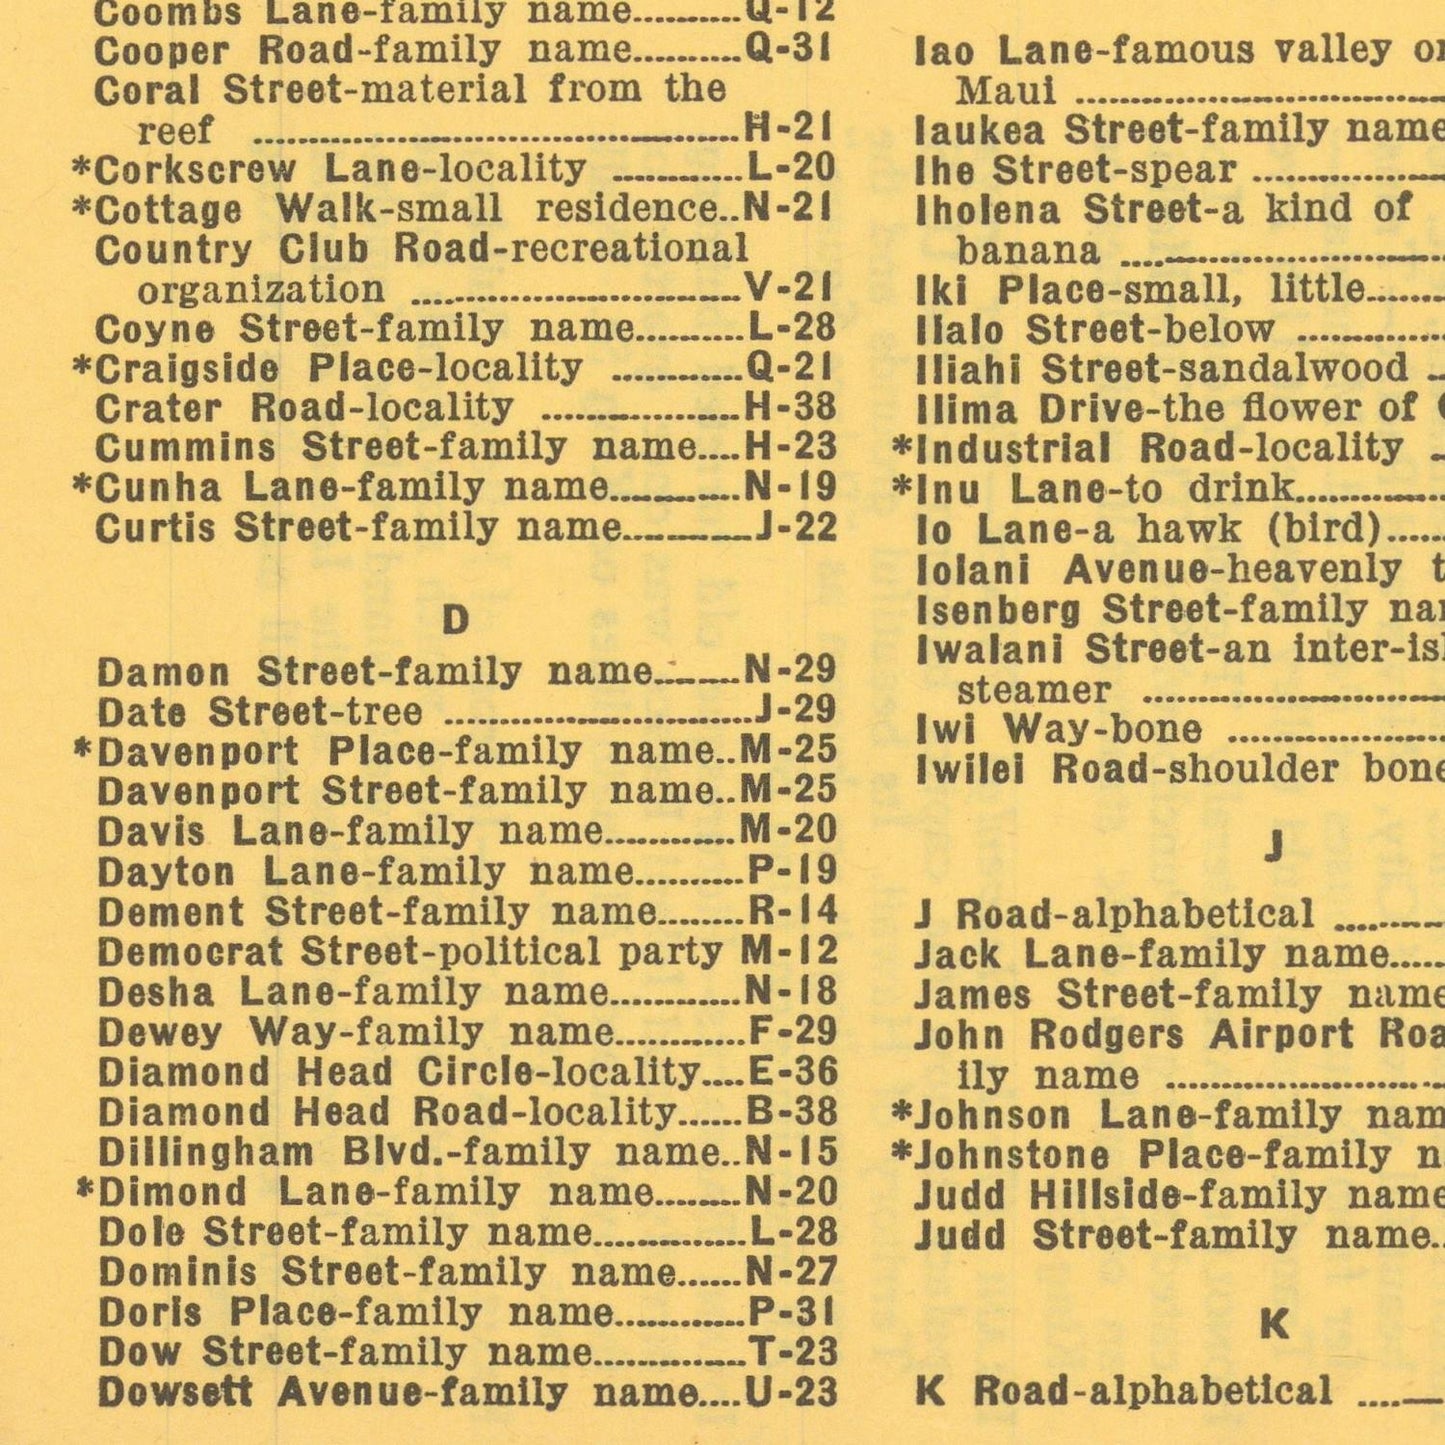 Coombs Lane-family name..........Q-12
Cooper Road-family name..........Q-31
Coral Street-material from the
reef ..........H-21
*Corkscrew Lane-locality ..........L-20
*Cottage Walk-small residence..N-21
Country Club Road-recreational
organization ..........V-21
Coyne Street-family name..........L-28
*Craigside Place-locality ..........Q-21
Crater Road-locality ..........H-38
Cummins Street-family name....H-23
*Cunha Lane-family name..........N-19
Curtis Street-family name..........J-22
D
Damon Street-family name..........N-29
Date Street-tree ..........J-29
*Davenport Place-family name..M-25
Davenport Street-family name..M-25
Davis Lane-family name..........M-20
Dayton Lane-family name..........P-19
Dement Street-family name........R-14
Democrat Street-political party M-12
Desha Lane-family name..........N-18
Dewey Way-family name..........F-29
Diamond Head Circle-locality....E-36
Diamond Head Road-locality......B-38
Dillingham Blvd.-family name..N-15
*Dimond Lane-family name........N-20
Dole Street-family name..........L-28
Dominis Street-family name......N-27
Doris Place-family name..........P-31
Dow Street-family name..........T-23
Dowsett Avenue-family name....U-23
Iao Lane-famous valley
Maui ..........
Iaukea Street-family name
Ihe Street-spear ..........
Iholena Street-a kind of
banana ..........
Iki Place-small, little........
Ilalo Street-below ..........
Iliahi Street-sandalwood ..
Ilima Drive-the flower of
*Industrial Road-locality ..
*Inu Lane-to drink..........
Io Lane-a hawk (bird)......
Iolani Avenue-heavenly
Isenberg Street-family
Iwalani Street-an
steamer ..........
Iwi Way-bone ..........
Iwilei Road-shoulder bone
J
J Road-alphabetical ........
Jack Lane-family name.....
James Street-family name
John Rodgers Airport
ily name ..........
*Johnson Lane-family
*Johnstone Place-family
Judd Hillside-family name
Judd Street-family name..
K
K Road-alphabetical ......